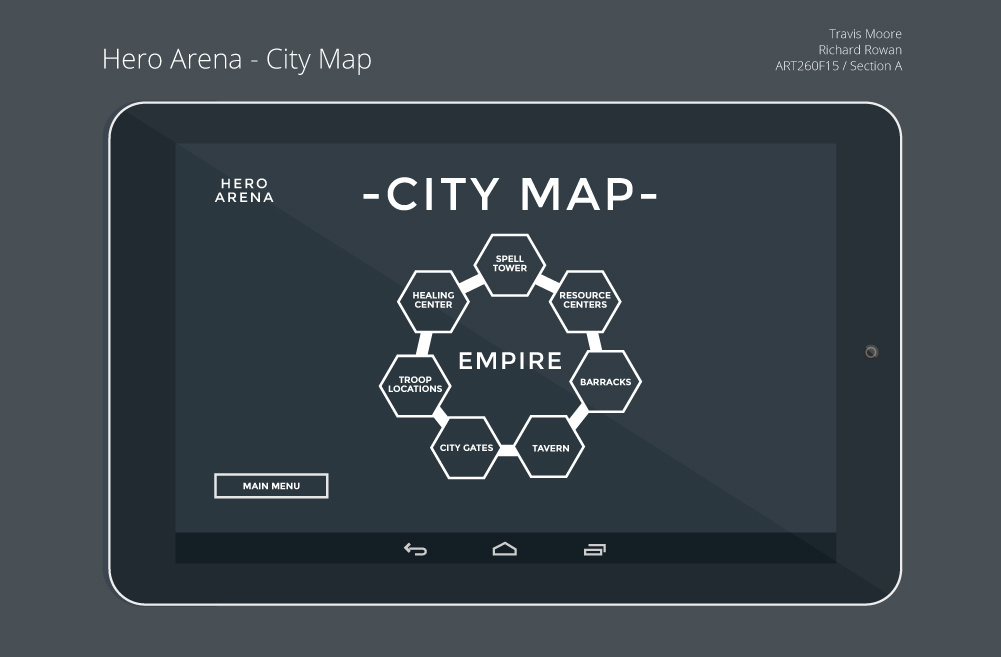 Hero Arena - City Map
Travis Moore
Richard Rowan
ART260F15 / Section A
HERO
ARENA
-CITY MAP-
SPELL
TOWER
HEALING
CENTER
RESOURCE
CENTERS
EMPIRE
TROOP
LOCATIONS
BARRACKS
CITY GATES
TAVERN
MAIN MENU